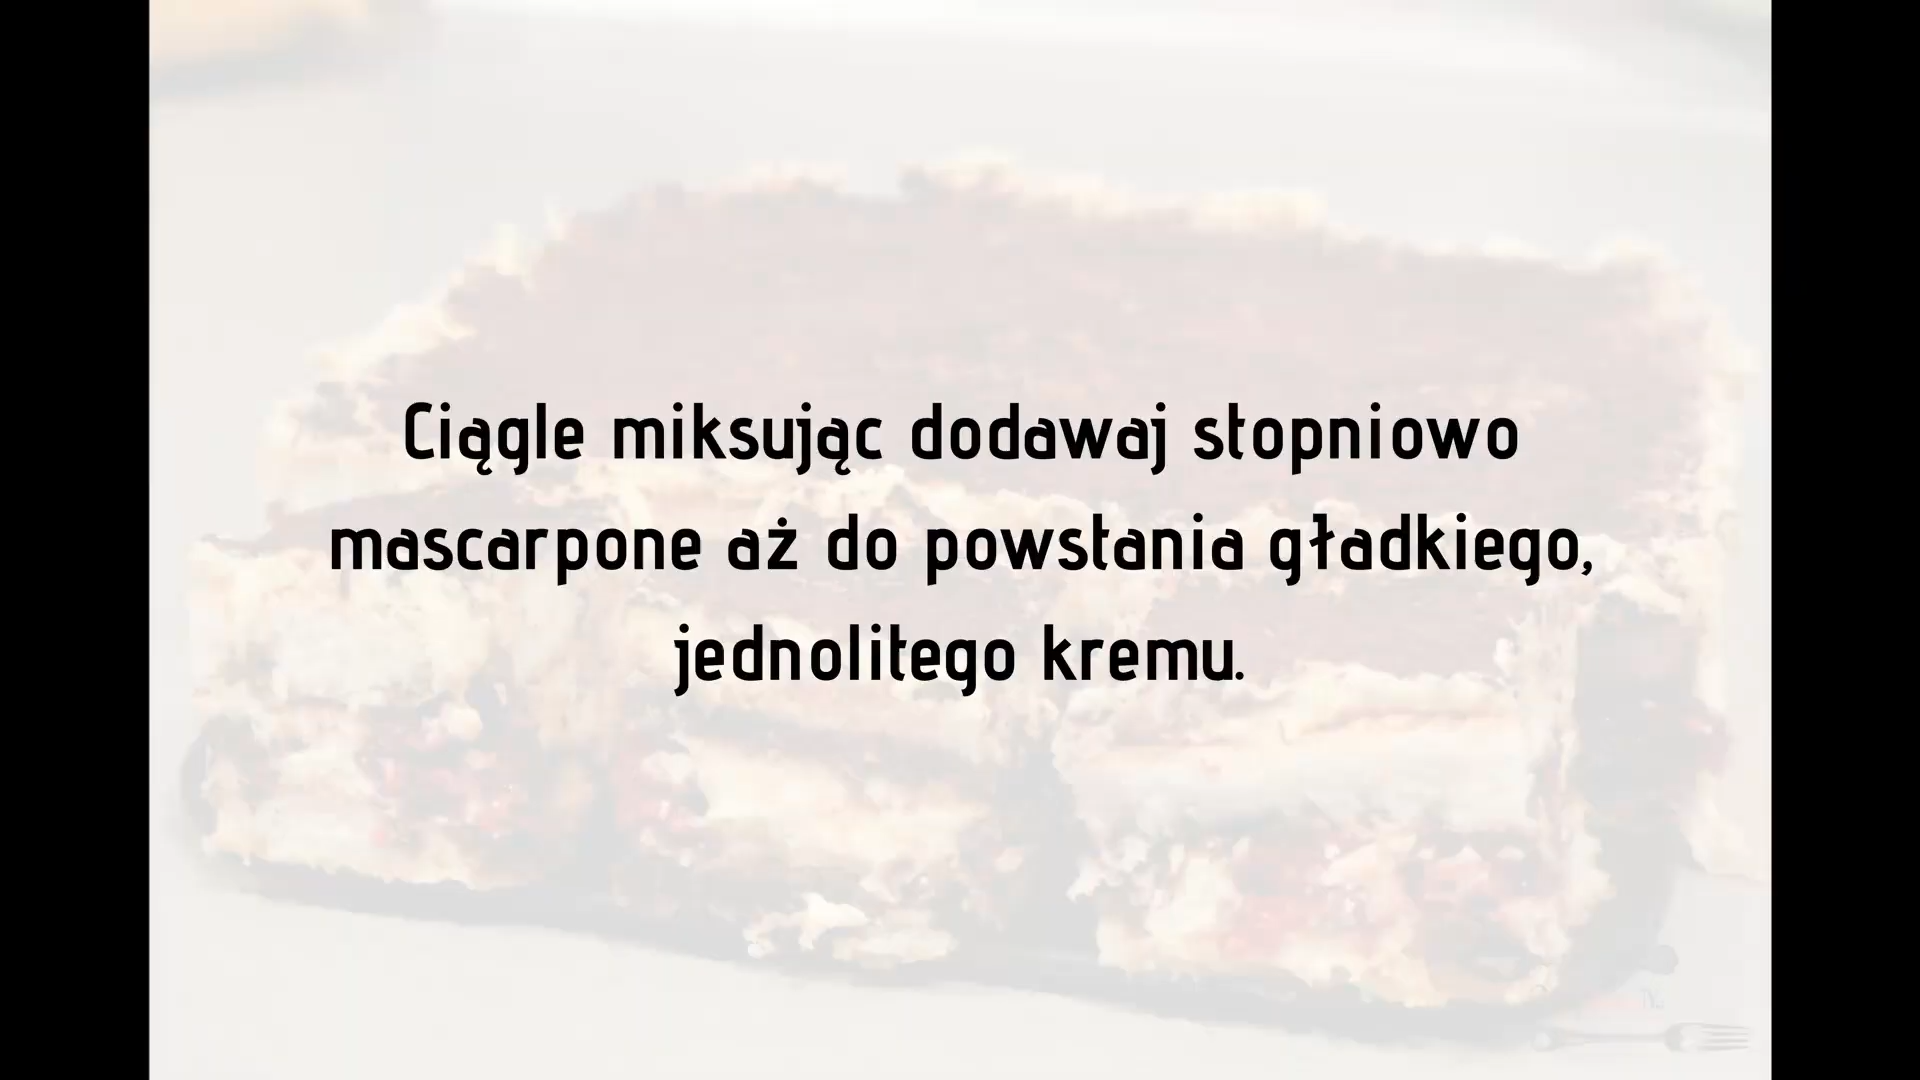 Ciągle miksując dodawaj stopniowo
mascarpone aż do powstania gładkiego,
jednolitego kremu.